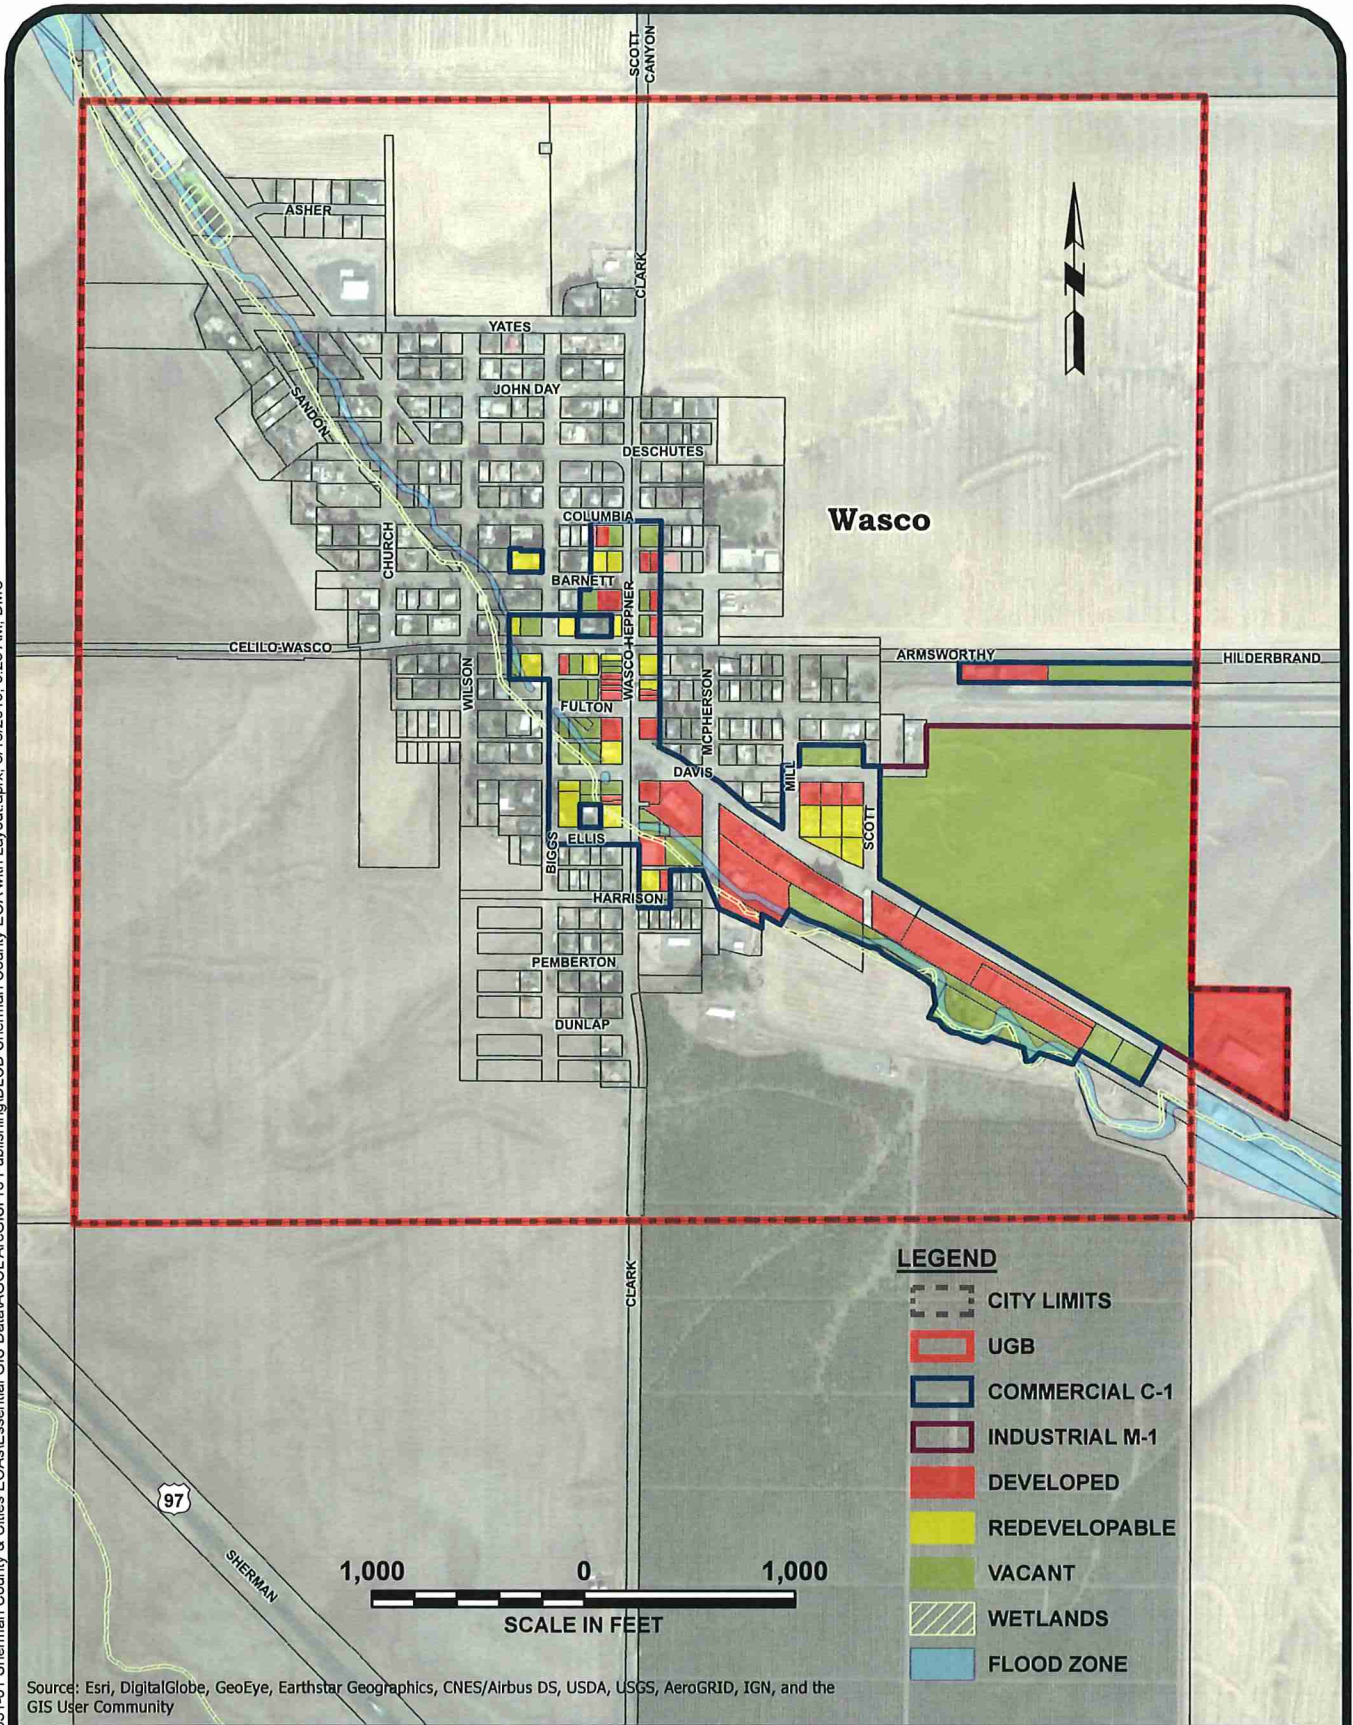 SCOTT
CANYON
ASHER
CLARK
YATES
JOHN DAY
SANDON
DESCHUTES
COLUMBIA
Wasco
CHURCH
BARNETT
WASCO-HEPPNER
CELILO-WASCO
ARMSWORTHY
HILDERBRAND
WILSON
MCPHERSON
FULTON
DAVIS
MILL
SCOTT
BIGGS
ELLIS
HARRISON
PEMBERTON
DUNLAP
CLARK
N
LEGEND
CITY LIMITS
UGB
COMMERCIAL C-1
INDUSTRIAL M-1
DEVELOPED
REDEVELOPABLE
VACANT
WETLANDS
FLOOD ZONE
97
SHERMAN
1,000 0 1,000
SCALE IN FEET
Source: Esri, DigitalGlobe, GeoEye, Earthstar Geographics, CNES/Airbus DS, USDA, USGS, AeroGRID, IGN, and the
GIS User Community